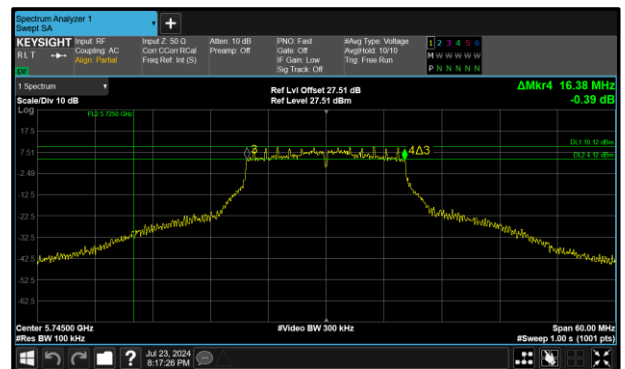 Spectrum Analyzer 1
Swept SA
+
KEYSIGHT
R L T
LW
Input: RF
Coupling: AC
Align: Partial
Input Z: 50 Ω
Corr CCorr RCal
Freq Ref: Int (S)
Atten: 10 dB
Preamp: Off
PNO: Fast
Gate: Off
IF Gain: Low
Sig Track: Off
#Avg Type: Voltage
Avg|Hold: 10/10
Trig: Free Run
1 2 3 4 5 6
M W W W W W
P N N N N N
1 Spectrum
Scale/Div 10 dB
Ref Lvl Offset 27.51 dB
Ref Level 27.51 dBm
ΔMkr4 16.38 MHz
-0.39 dB
Log
FL2 5.7250 GHz
17.5
7.51
-2.49
-12.5
-22.5
-32.5
-42.5
-52.5
-62.5
3
4Δ3
DL1 10.12 dBm
DL2 4.12 dBm
Center 5.74500 GHz
#Res BW 100 kHz
#Video BW 300 kHz
Span 60.00 MHz
#Sweep 1.00 s (1001 pts)
?
Jul 23, 2024
8:17:26 PM